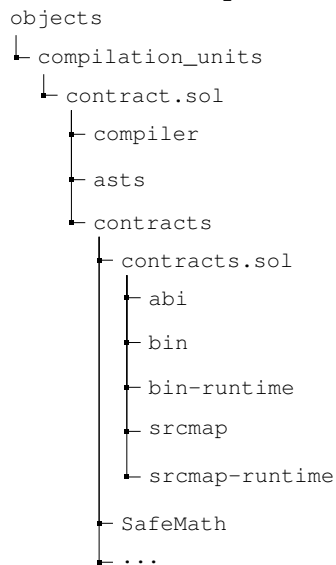 objects
compilation_units
contract.sol
compiler
asts
contracts
contracts.sol
abi
bin
bin-runtime
srcmap
srcmap-runtime
SafeMath
...